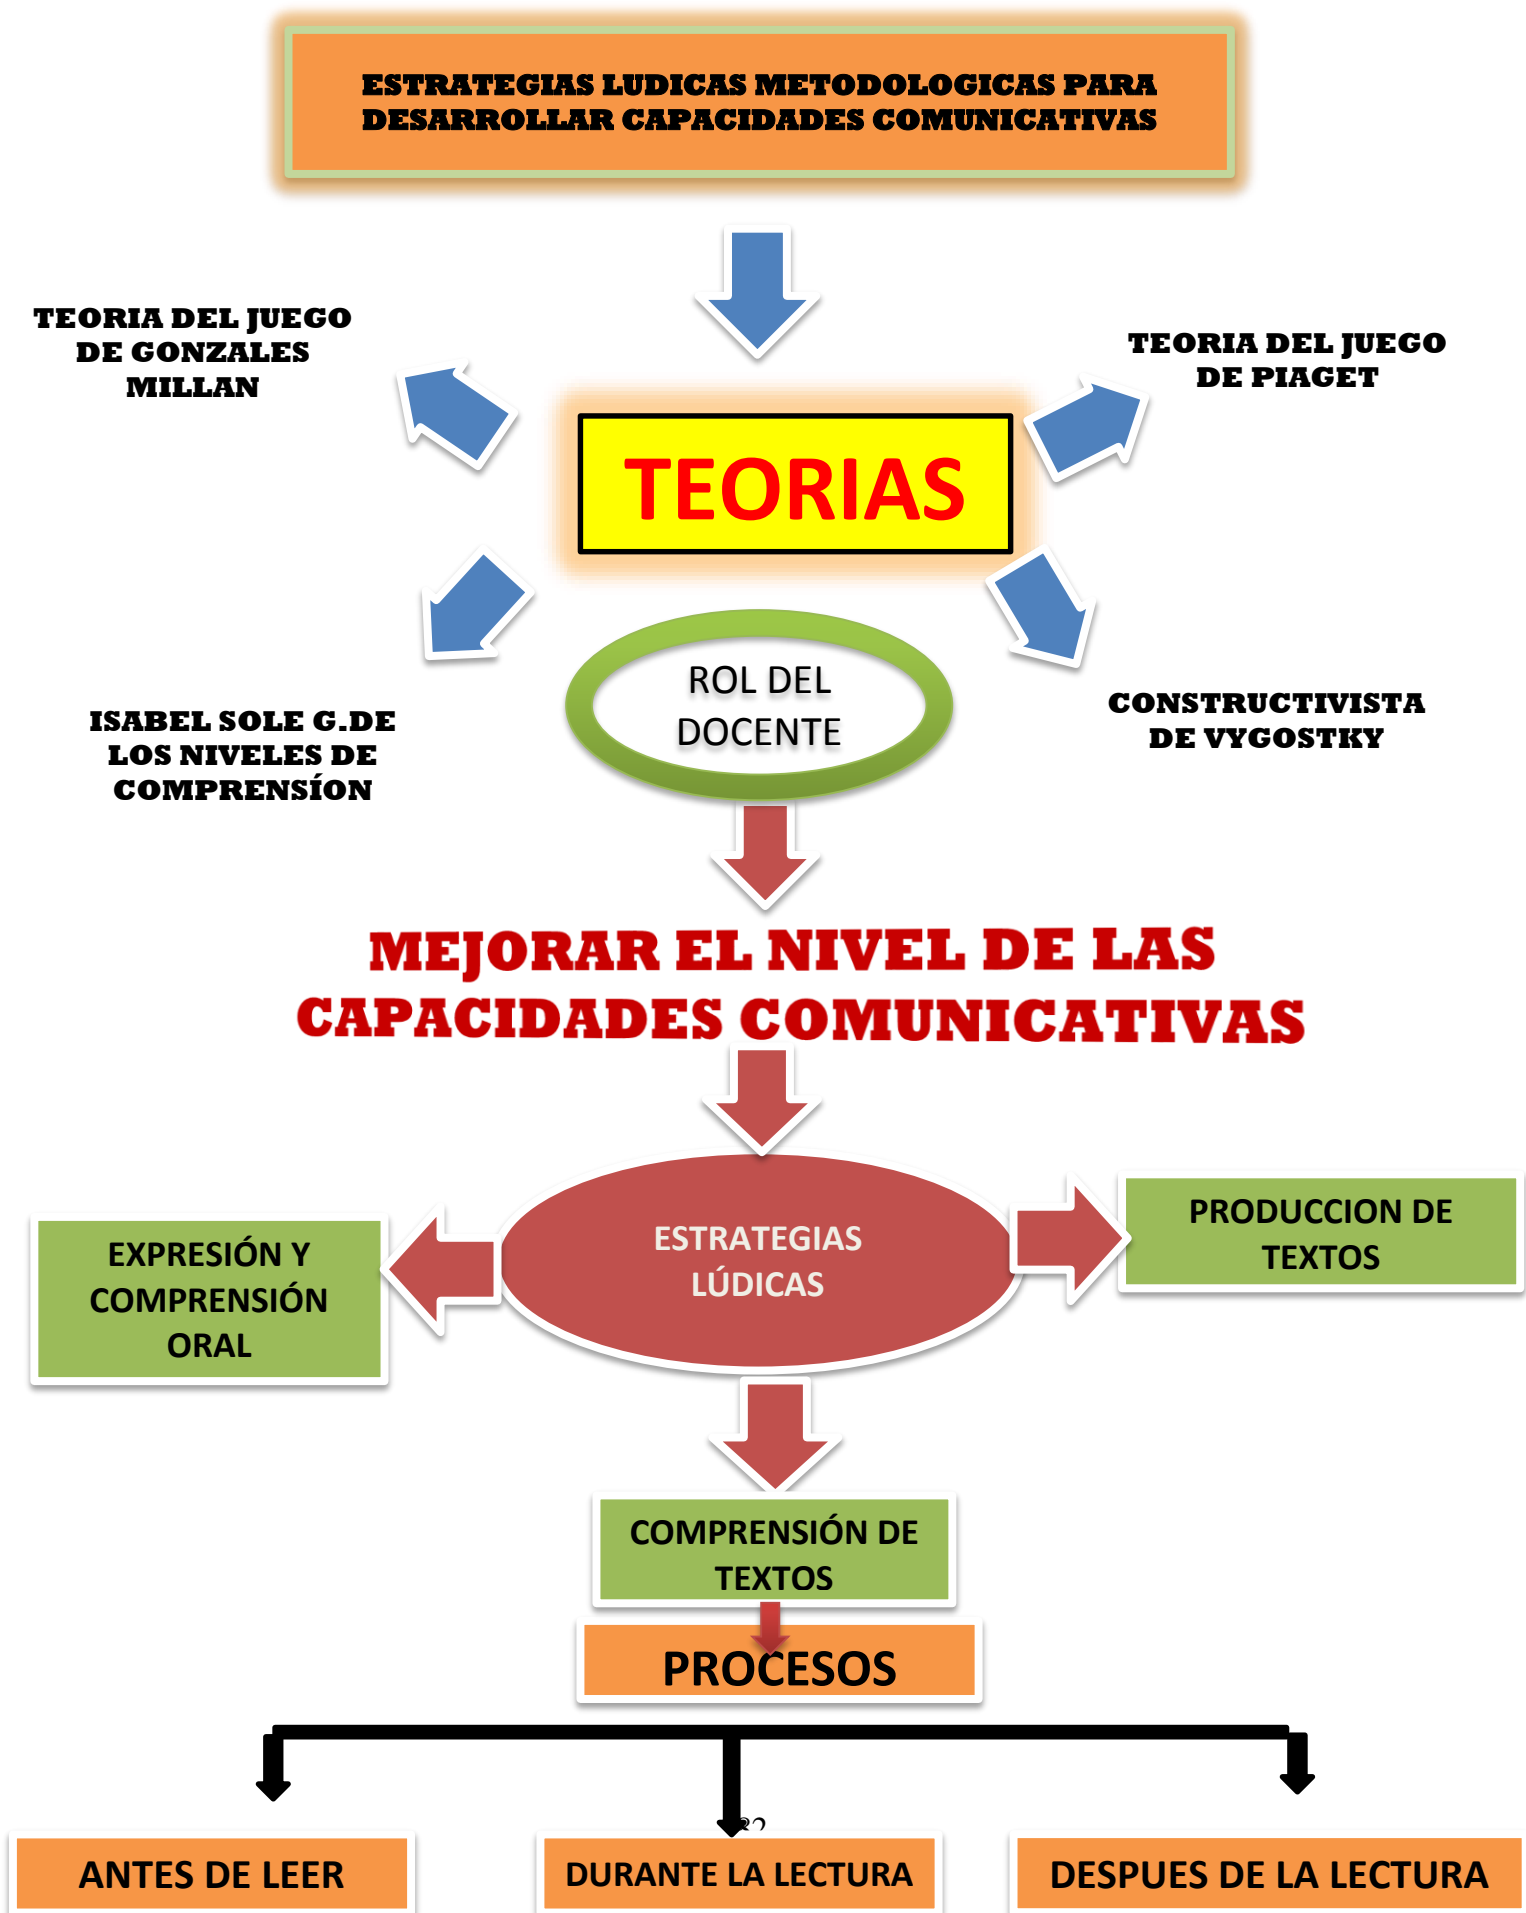 ESTRATEGIAS LUDICAS METODOLOGICAS PARA
DESARROLLAR CAPACIDADES COMUNICATIVAS
TEORIA DEL JUEGO
DE GONZALES
MILLAN
TEORIA DEL JUEGO
DE PIAGET
TEORIAS
ROL DEL
DOCENTE
ISABEL SOLE G.DE
LOS NIVELES DE
COMPRENSÍON
CONSTRUCTIVISTA
DE VYGOSTKY
MEJORAR EL NIVEL DE LAS
CAPACIDADES COMUNICATIVAS
ESTRATEGIAS
LÚDICAS
EXPRESIÓN Y
COMPRENSIÓN
ORAL
PRODUCCION DE
TEXTOS
COMPRENSIÓN DE
TEXTOS
PROCESOS
ANTES DE LEER
DURANTE LA LECTURA
DESPUES DE LA LECTURA